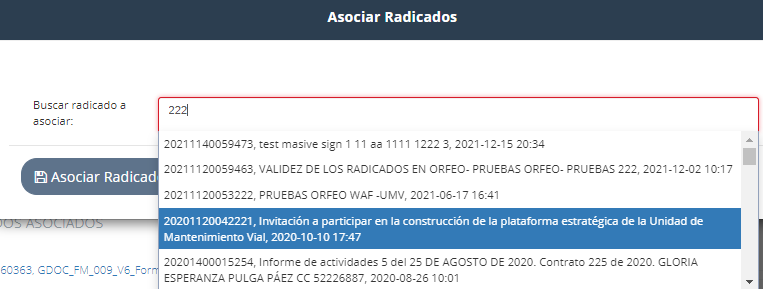 Asociar Radicados
Buscar radicado a
asociar:
222
20211140059473, test masive sign 1 11 aa 1111 1222 3, 2021-12-15 20:34
20211120059463, VALIDEZ DE LOS RADICADOS EN ORFEO- PRUEBAS ORFEO- PRUEBAS 222, 2021-12-02 10:17
20211120053222, PRUEBAS ORFEO WAF -UMV, 2021-06-17 16:41
20201120042221, Invitación a participar en la construcción de la plataforma estratégica de la Unidad de
Mantenimiento Vial, 2020-10-10 17:47
20201400015254, Informe de actividades 5 del 25 DE AGOSTO DE 2020. Contrato 225 de 2020. GLORIA
ESPERANZA PULGA PÁEZ CC 52226887, 2020-08-26 10:01
Asociar Radicado
DOS ASOCIADOS
60363, GDOC_FM_009_V6_Form